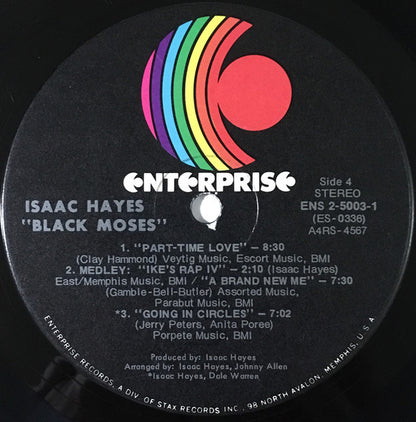 ENTERPRISE
ISAAC HAYES
"BLACK MOSES"
Side 4
STEREO
ENS 2-5003-1
(ES-0336)
A4RS-4567
1. "PART-TIME LOVE" – 8:30
(Clay Hammond) Veytig Music, Escort Music, BMI
2. MEDLEY: "IKE'S RAP IV" – 2:10 (Isaac Hayes)
East/Memphis Music, BMI / "A BRAND NEW ME" – 7:30
(Gamble-Bell-Butler) Assorted Music,
Parabut Music, BMI
*3. "GOING IN CIRCLES" – 7:02
(Jerry Peters, Anita Poree)
Porpete Music, BMI
Produced by: Isaac Hayes
Arranged by: Isaac Hayes, Johnny Allen
*Isaac Hayes, Dale Warren
ENTERPRISE RECORDS, A DIV. OF STAX RECORDS INC., 98 NORTH AVALON, MEMPHIS, U.S.A.